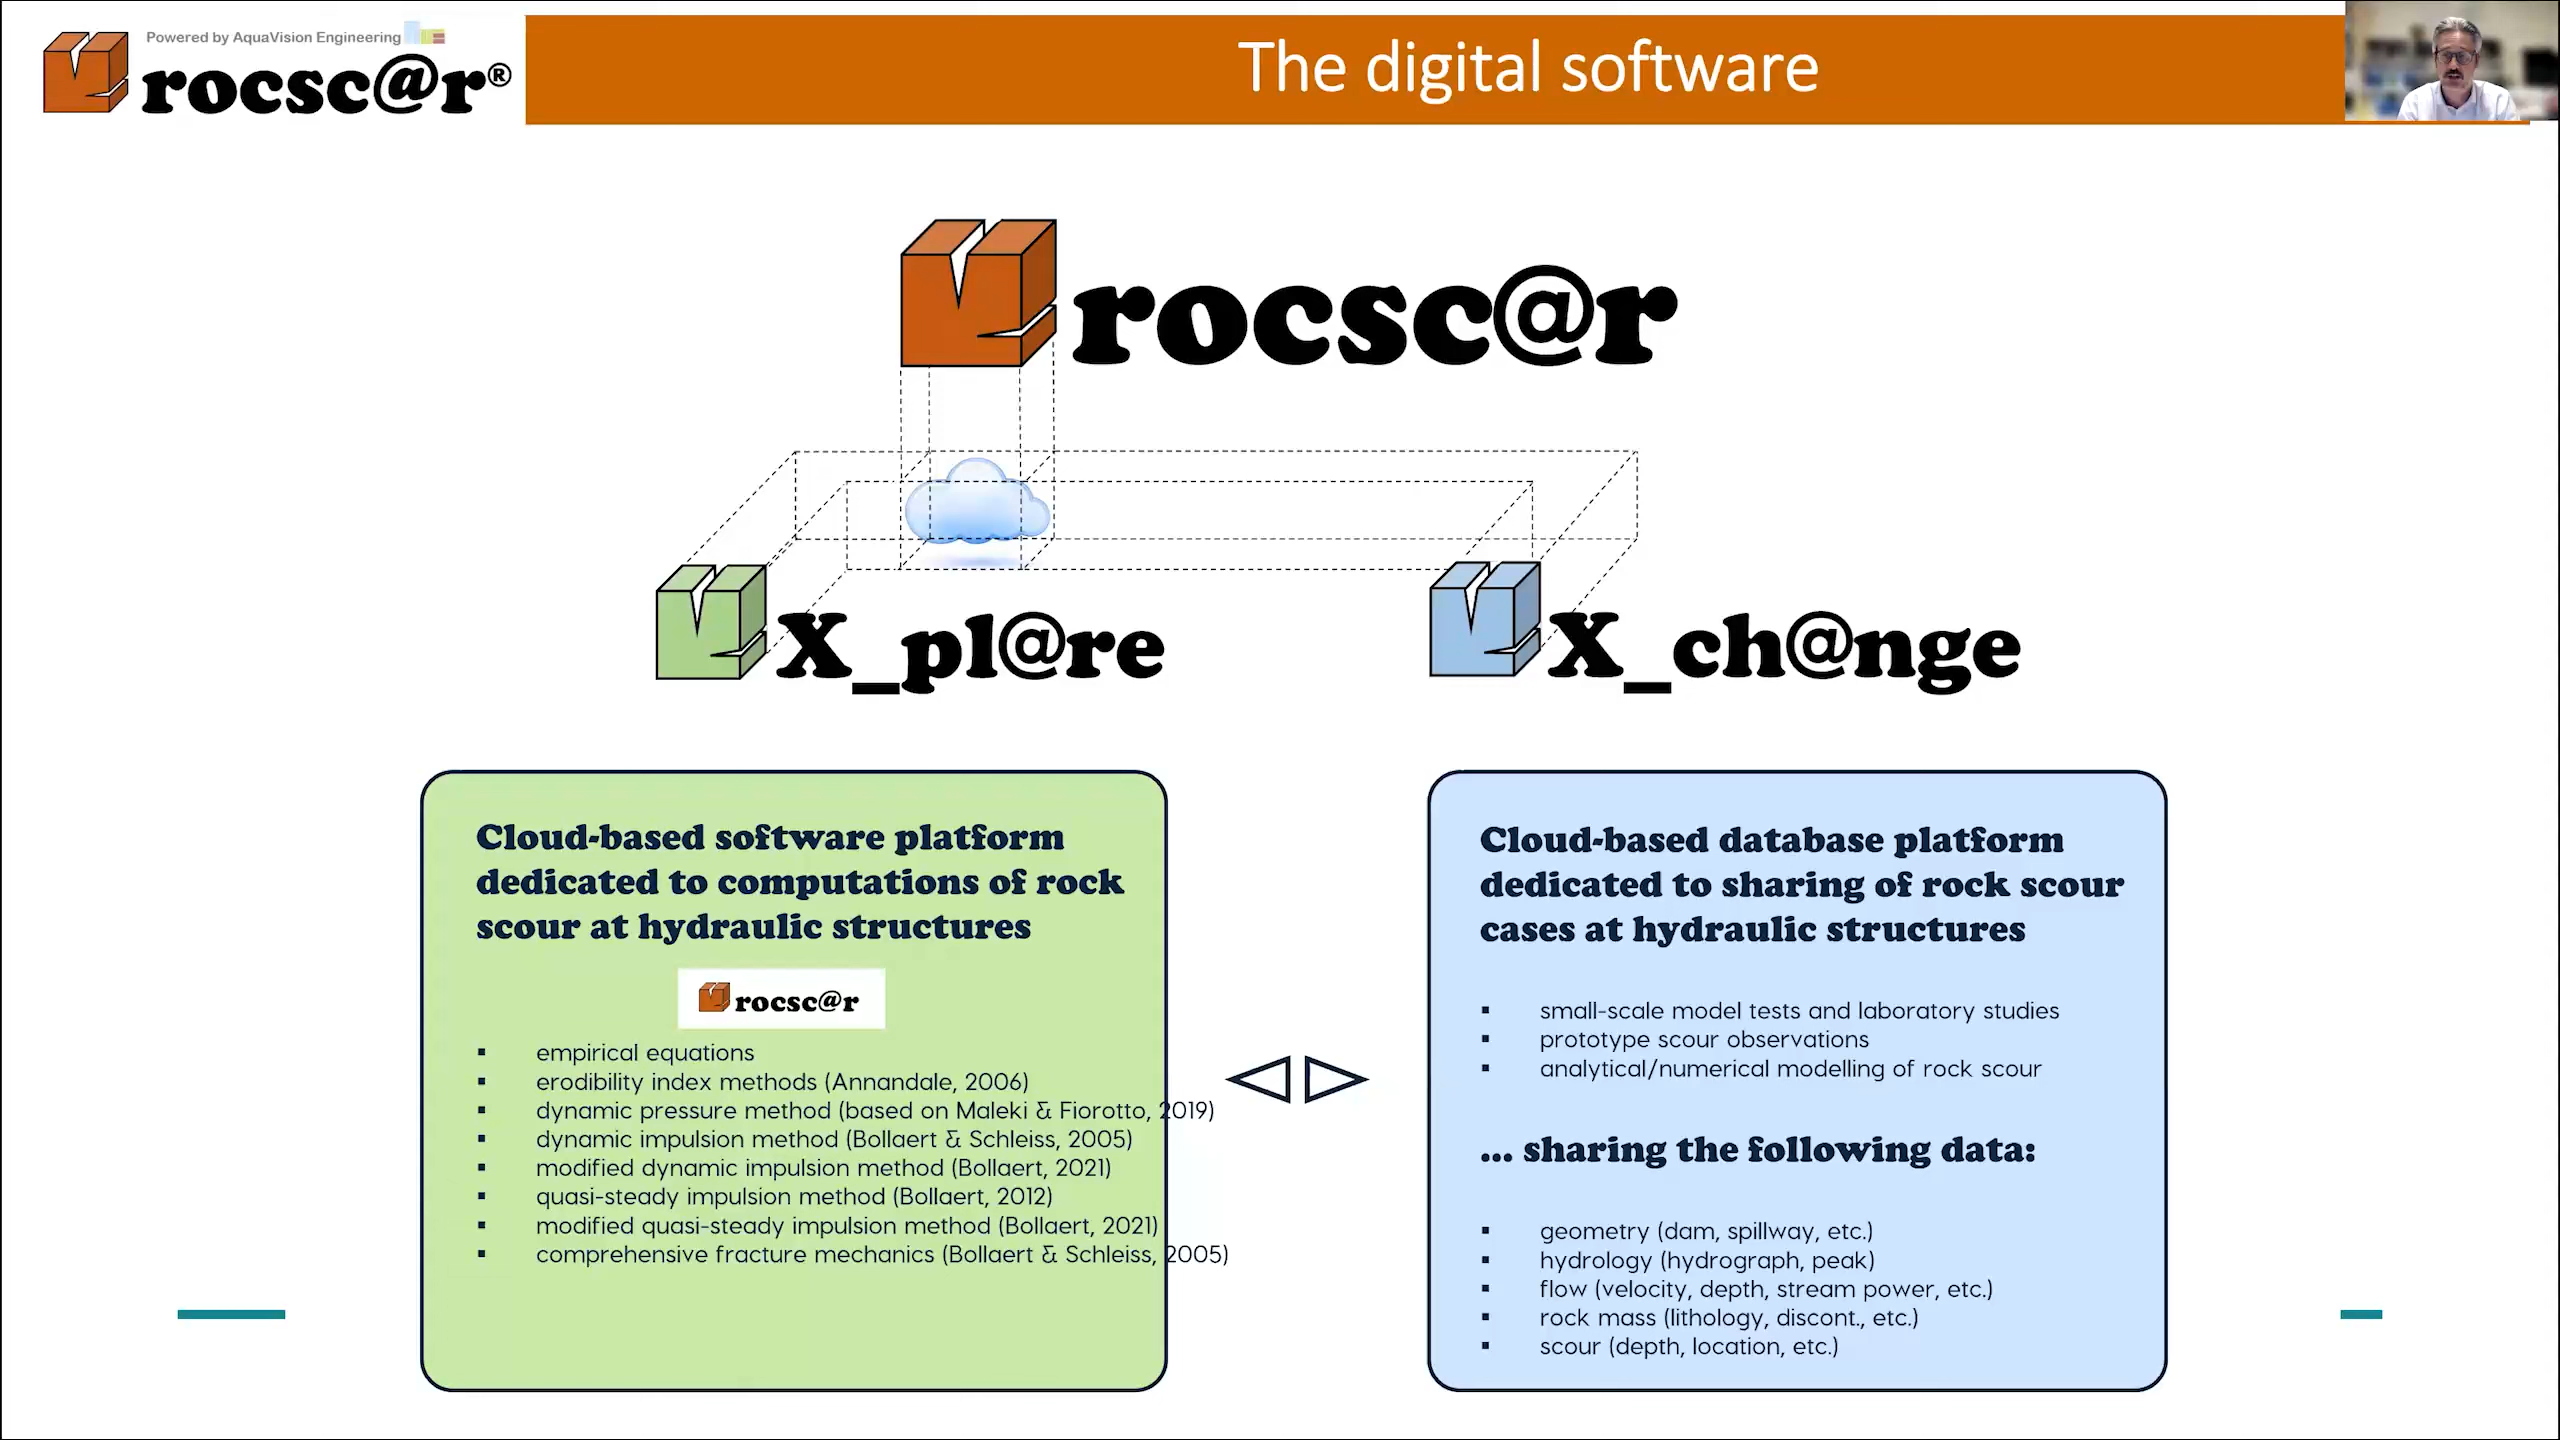 Powered by AquaVision Engineering
rocsc@r®
The digital software
rocsc@r
X_pl@re
X_ch@nge
Cloud-based software platform
dedicated to computations of rock
scour at hydraulic structures
rocsc@r
▪ empirical equations
▪ erodibility index methods (Annandale, 2006)
▪ dynamic pressure method (based on Maleki & Fiorotto, 2019)
▪ dynamic impulsion method (Bollaert & Schleiss, 2005)
▪ modified dynamic impulsion method (Bollaert, 2021)
▪ quasi-steady impulsion method (Bollaert, 2012)
▪ modified quasi-steady impulsion method (Bollaert, 2021)
▪ comprehensive fracture mechanics (Bollaert & Schleiss, 2005)
Cloud-based database platform
dedicated to sharing of rock scour
cases at hydraulic structures
▪ small-scale model tests and laboratory studies
▪ prototype scour observations
▪ analytical/numerical modelling of rock scour
... sharing the following data:
▪ geometry (dam, spillway, etc.)
▪ hydrology (hydrograph, peak)
▪ flow (velocity, depth, stream power, etc.)
▪ rock mass (lithology, discont., etc.)
▪ scour (depth, location, etc.)